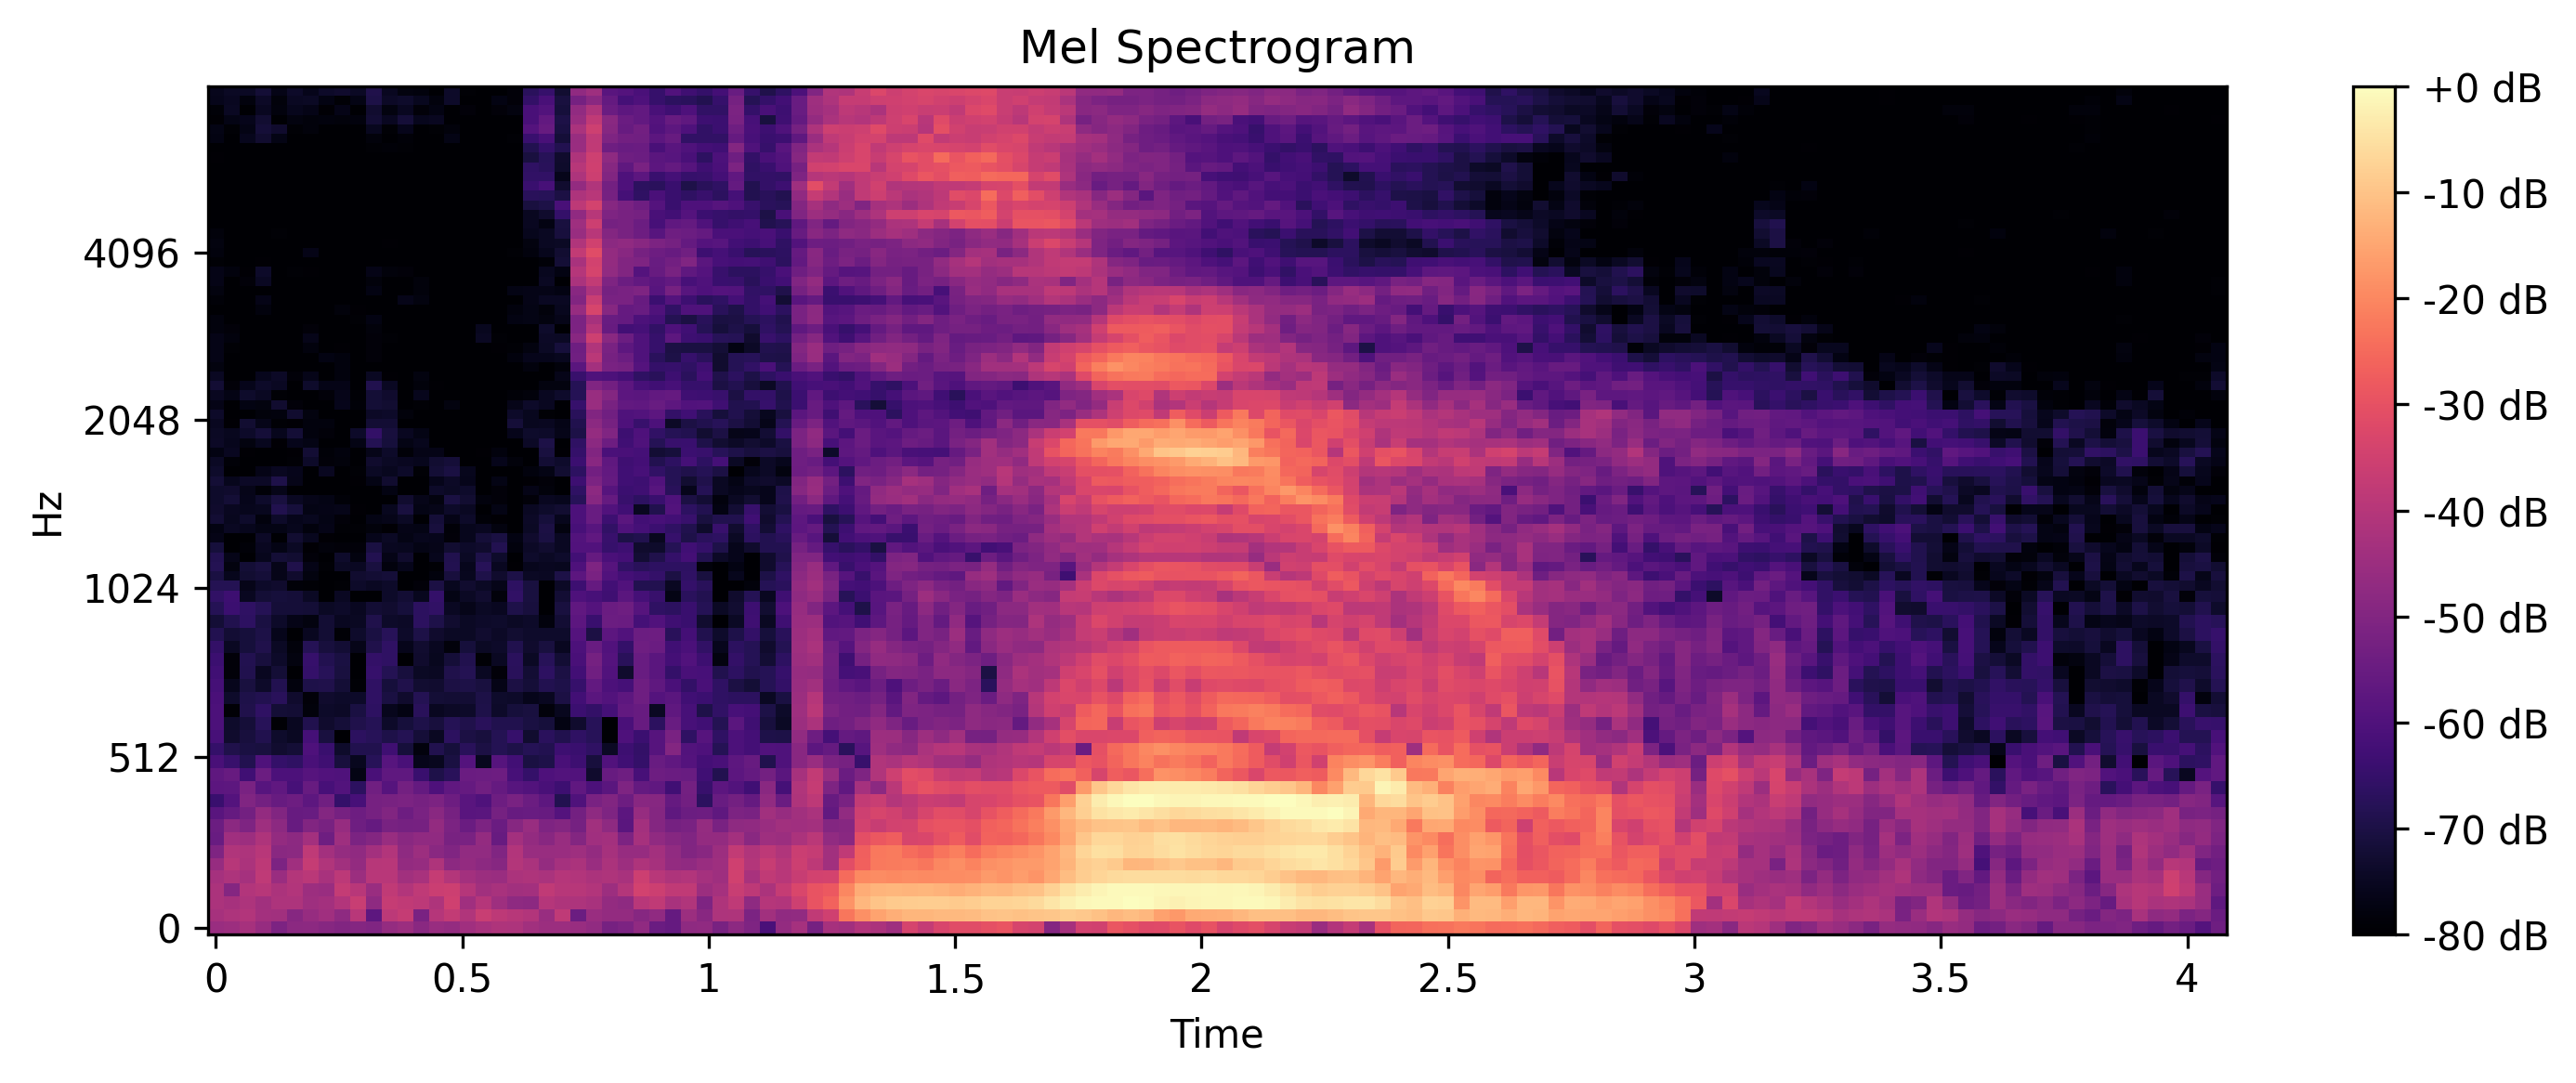 Mel Spectrogram
Hz
4096
2048
1024
512
0
0 0.5 1 1.5 2 2.5 3 3.5 4
Time
+0 dB
-10 dB
-20 dB
-30 dB
-40 dB
-50 dB
-60 dB
-70 dB
-80 dB